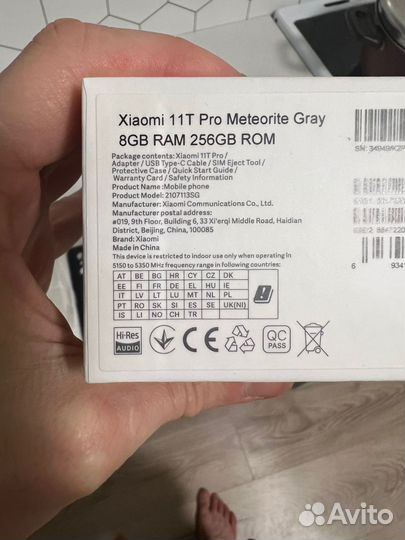 Xiaomi 11T Pro Meteorite Gray
8GB RAM 256GB ROM
Package contents: Xiaomi 11T Pro /
Adapter / USB Type-C Cable / SIM Eject Tool /
Protective Case / Quick Start Guide /
Warranty Card / Safety Information
Product Name:Mobile phone
Product Model:2107113SG
Manufacturer: Xiaomi Communications Co., Ltd.
Manufacturer postal address:
#019, 9th Floor, Building 6, 33 Xi'erqi Middle Road, Haidian
District, Beijing, China, 100085
Brand: Xiaomi
Made in China
This device is restricted to indoor use only when operating in
5150 to 5350 MHz frequency range in following countries:
AT BE BG HR CY CZ DK
EE FI FR DE EL HU IE
IT LV LT LU MT NL PL
PT RO SK SI ES SE UK(NI)
IS LI NO CH TR
Hi-Res
AUDIO
CE
QC
PASS
SN: 34949/K2P
6 9341
Avito